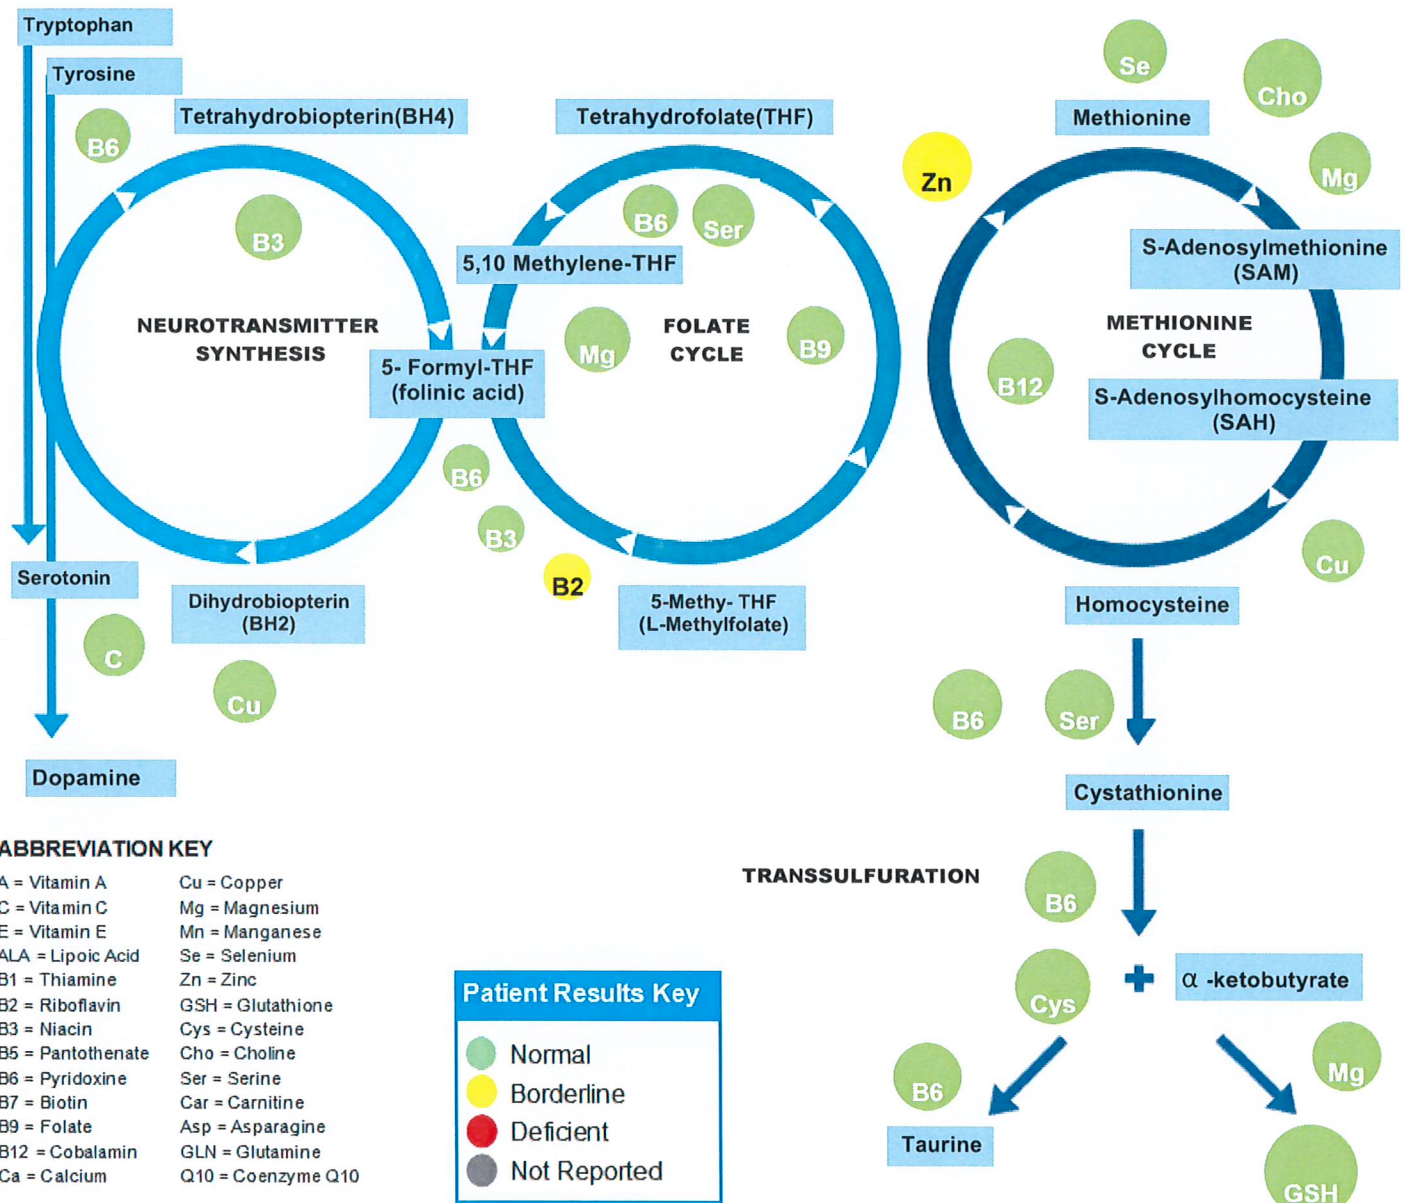 Tryptophan
Tyrosine
B6
Tetrahydrobiopterin(BH4)
B3
NEUROTRANSMITTER
SYNTHESIS
Serotonin
Dihydrobiopterin
(BH2)
C
Cu
Dopamine
Tetrahydrofolate(THF)
B6
Ser
5,10 Methylene-THF
Mg
FOLATE
CYCLE
B9
5- Formyl-THF
(folinic acid)
B6
B3
B2
5-Methy- THF
(L-Methylfolate)
Se
Cho
Methionine
Mg
Zn
S-Adenosylmethionine
(SAM)
METHIONINE
CYCLE
B12
S-Adenosylhomocysteine
(SAH)
Cu
Homocysteine
B6
Ser
Cystathionine
TRANSSULFURATION
B6
Cys
α -ketobutyrate
B6
Mg
Taurine
GSH
ABBREVIATION KEY
A = Vitamin A
C = Vitamin C
E = Vitamin E
ALA = Lipoic Acid
B1 = Thiamine
B2 = Riboflavin
B3 = Niacin
B5 = Pantothenate
B6 = Pyridoxine
B7 = Biotin
B9 = Folate
B12 = Cobalamin
Ca = Calcium
Cu = Copper
Mg = Magnesium
Mn = Manganese
Se = Selenium
Zn = Zinc
GSH = Glutathione
Cys = Cysteine
Cho = Choline
Ser = Serine
Car = Carnitine
Asp = Asparagine
GLN = Glutamine
Q10 = Coenzyme Q10
Patient Results Key
Normal
Borderline
Deficient
Not Reported